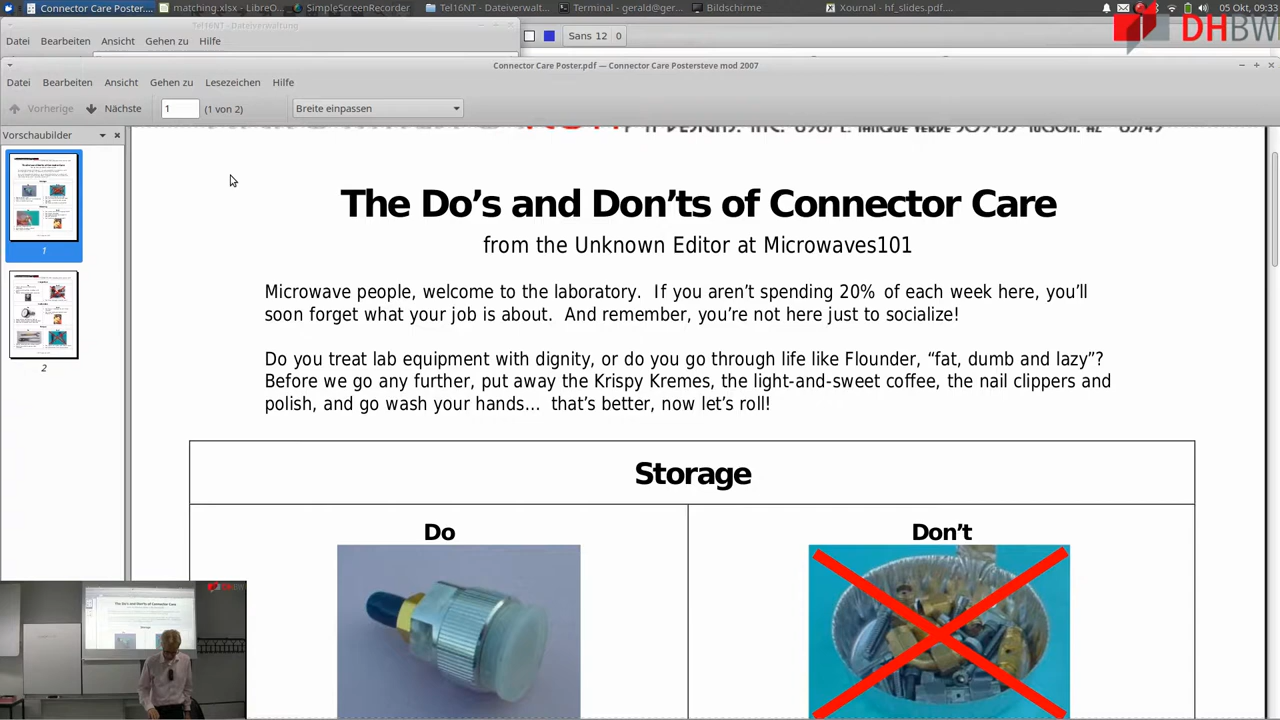 Connector Care Poster....
matching.xlsx - LibreO...
SimpleScreenRecorder
Tel16NT - Dateiverwalt...
Terminal - gerald@ger...
Bildschirme
Xournal - hf_slides.pdf...
05 Okt, 09:33
Tel16NT - Dateiverwaltung
Datei Bearbeiten Ansicht Gehen zu Hilfe
Sans 12 0
DHBW
Connector Care Poster.pdf — Connector Care Postersteve mod 2007
Datei Bearbeiten Ansicht Gehen zu Lesezeichen Hilfe
Vorherige Nächste 1 (1 von 2) Breite einpassen
Vorschaubilder
1
2
The Do’s and Don’ts of Connector Care
from the Unknown Editor at Microwaves101
Microwave people, welcome to the laboratory. If you aren’t spending 20% of each week here, you’ll
soon forget what your job is about. And remember, you’re not here just to socialize!
Do you treat lab equipment with dignity, or do you go through life like Flounder, “fat, dumb and lazy”?
Before we go any further, put away the Krispy Kremes, the light-and-sweet coffee, the nail clippers and
polish, and go wash your hands… that’s better, now let’s roll!
Storage
Do
Don’t